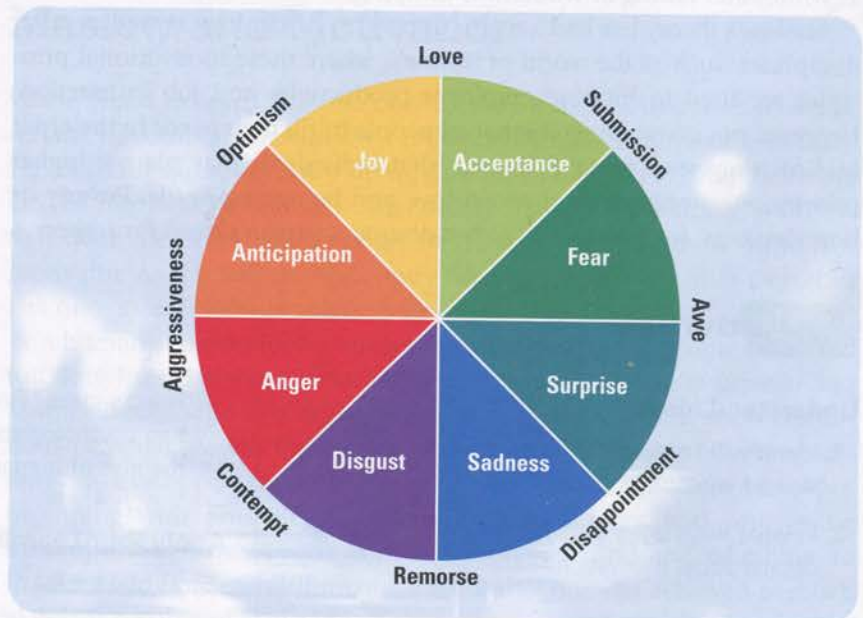 Love
Optimism
Submission
Joy
Acceptance
Anticipation
Fear
Aggressiveness
Awe
Anger
Surprise
Disgust
Sadness
Contempt
Disappointment
Remorse